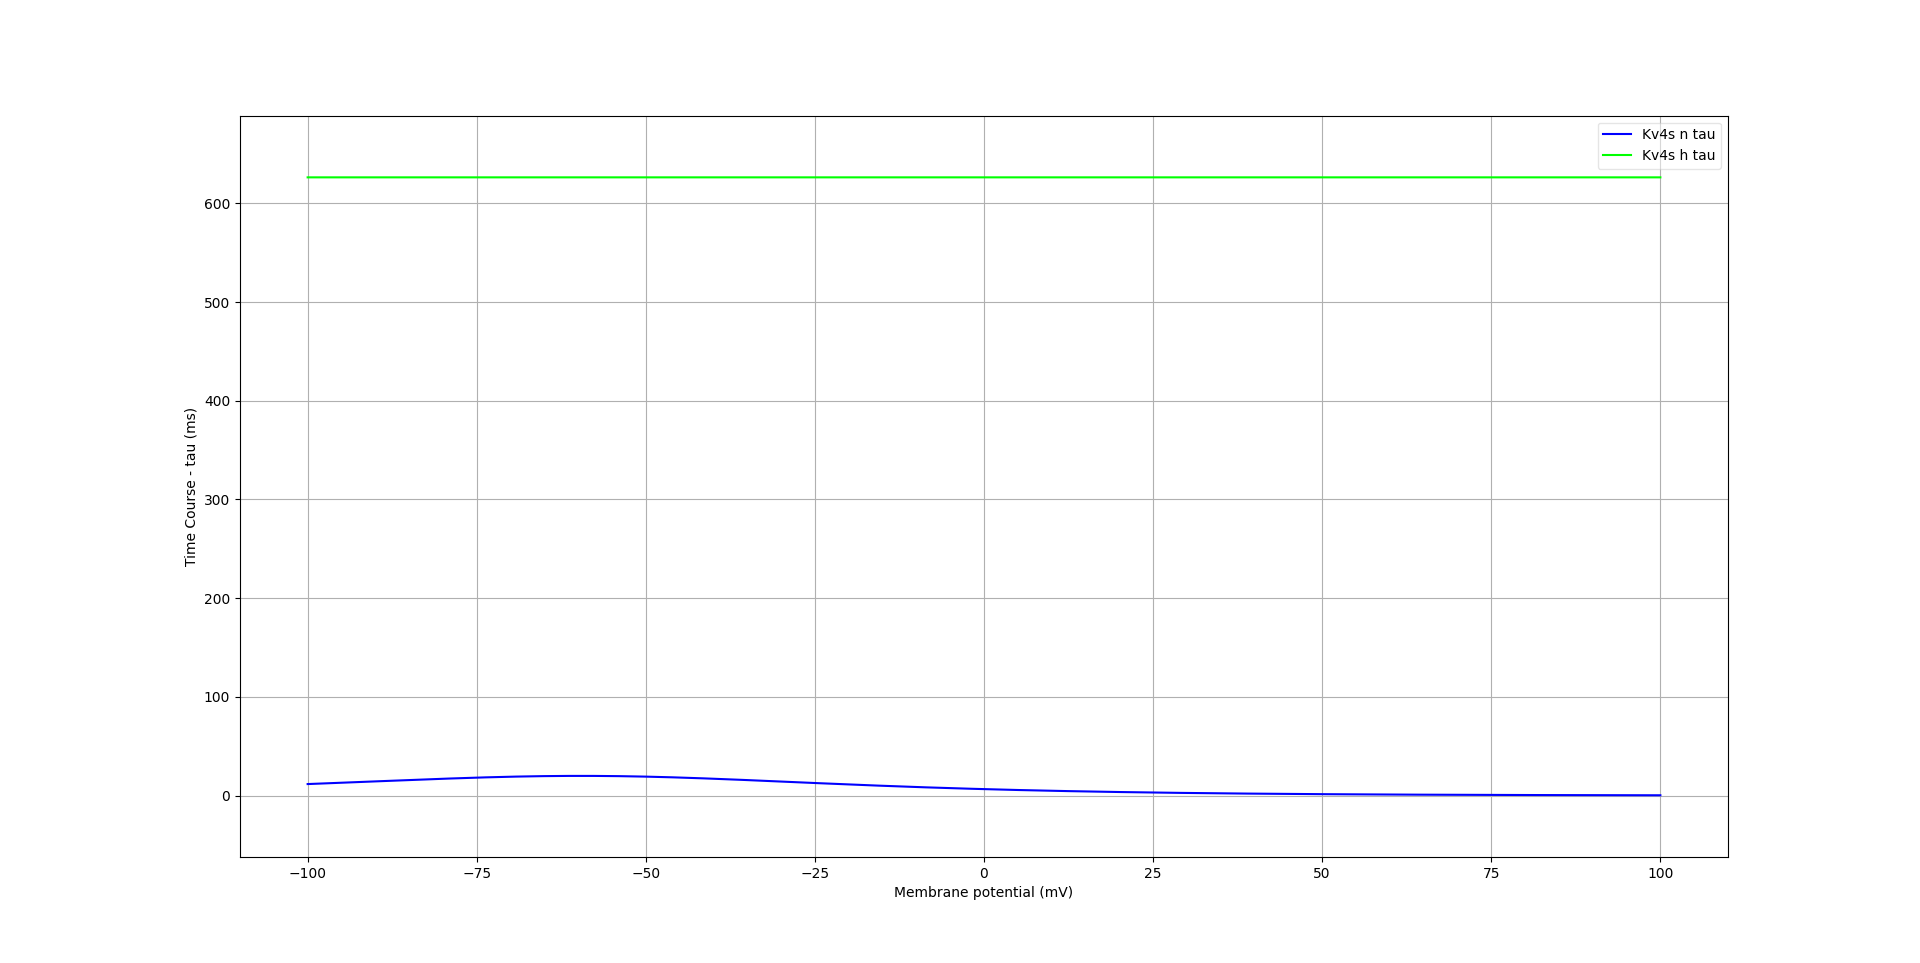 Kv4s n tau
Kv4s h tau
600
500
400
300
200
100
0
Time Course - tau (ms)
−100 −75 −50 −25 0 25 50 75 100
Membrane potential (mV)